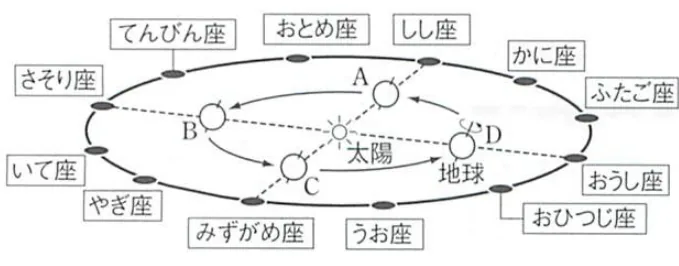 てんびん座
おとめ座
しし座
かに座
さそり座
ふたご座
A
B
太陽
D
C
地球
いて座
おうし座
やぎ座
おひつじ座
みずがめ座
うお座